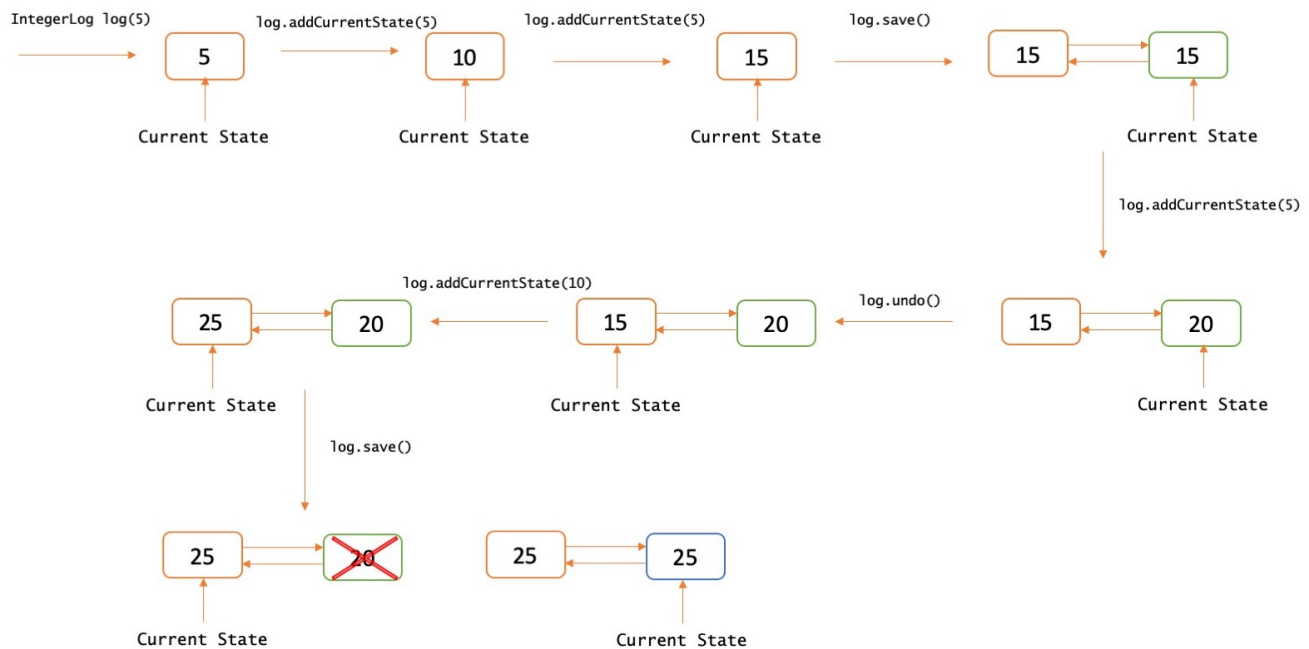 IntegerLog log(5)
5
Current State
log.addCurrentState(5)
10
Current State
log.addCurrentState(5)
15
Current State
log.save()
15
15
Current State
log.addCurrentState(5)
15
20
Current State
log.undo()
15
20
Current State
log.addCurrentState(10)
25
20
Current State
log.save()
25
20
Current State
25
25
Current State